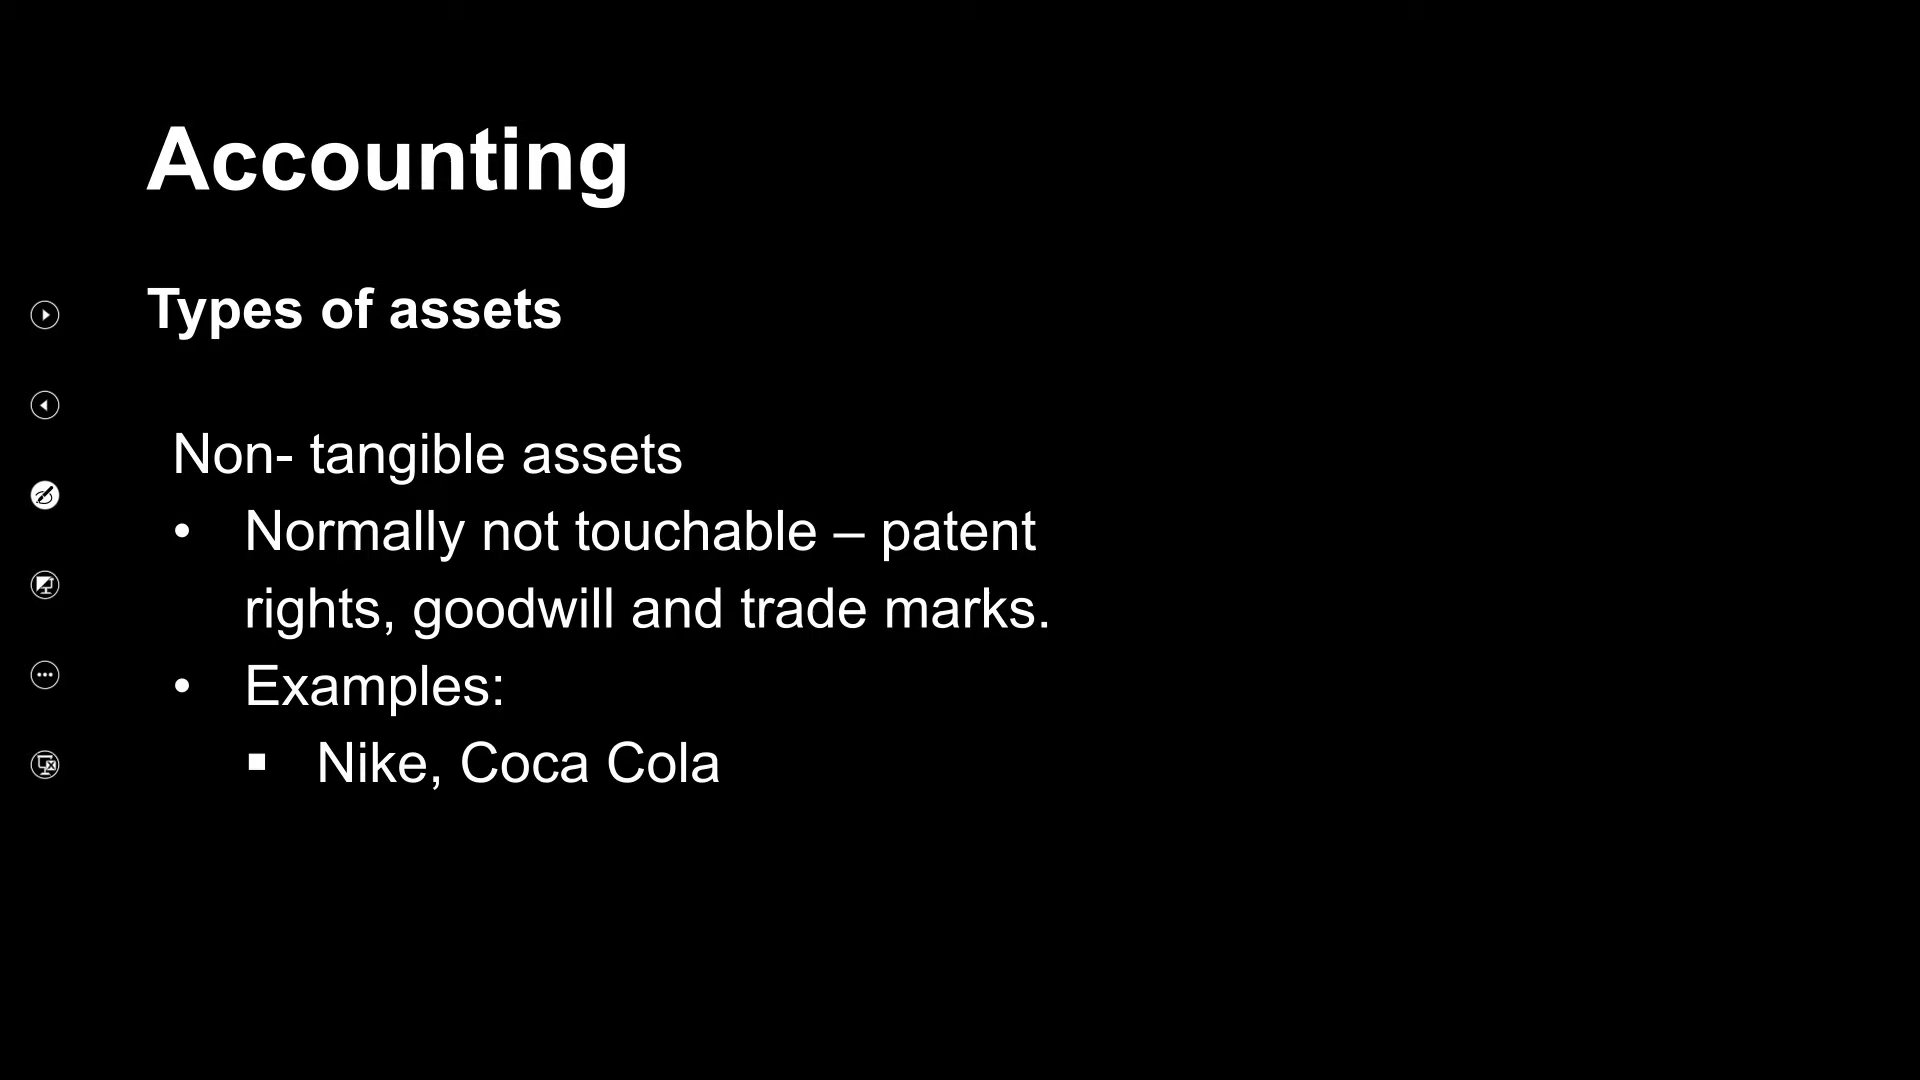 Accounting
Types of assets
Non- tangible assets
• Normally not touchable – patent
rights, goodwill and trade marks.
• Examples:
▪ Nike, Coca Cola